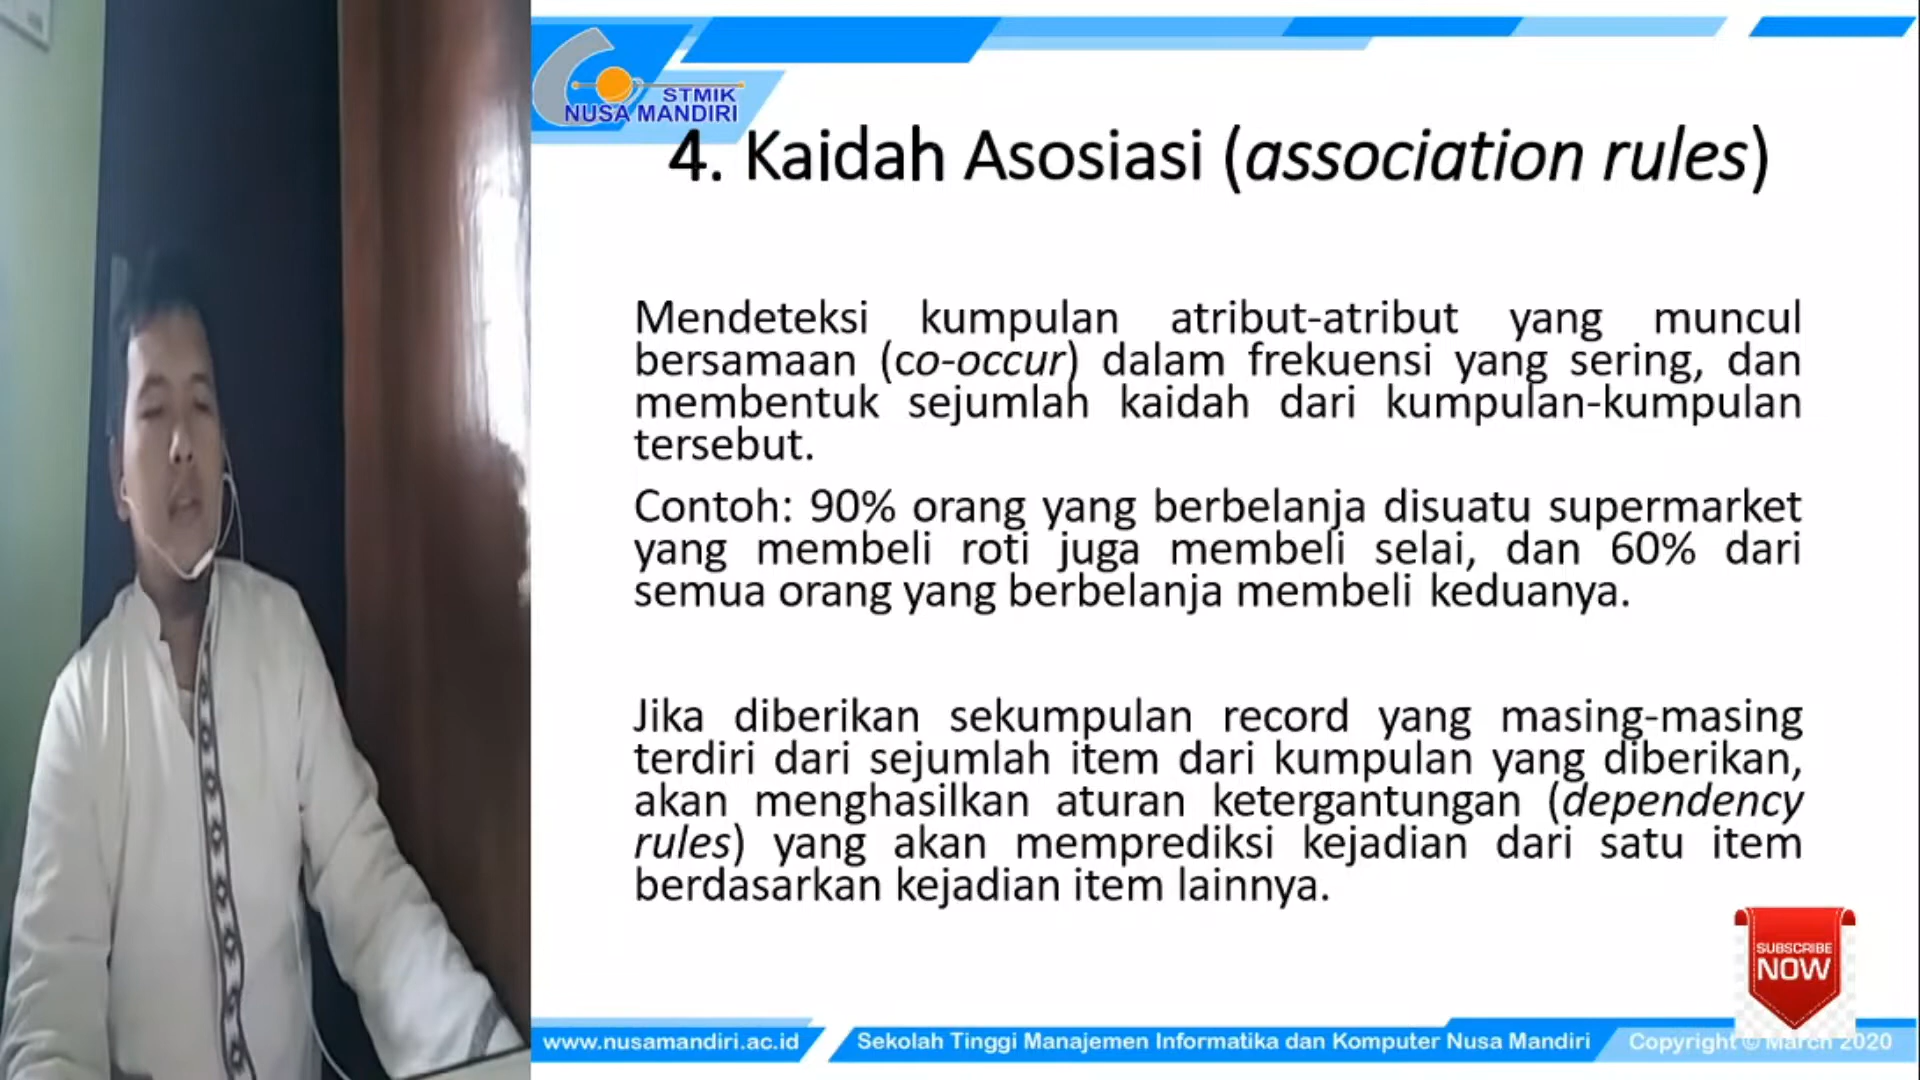 STMIK
NUSA MANDIRI
4. Kaidah Asosiasi (association rules)
Mendeteksi kumpulan atribut-atribut yang muncul
bersamaan (co-occur) dalam frekuensi yang sering, dan
membentuk sejumlah kaidah dari kumpulan-kumpulan
tersebut.
Contoh: 90% orang yang berbelanja disuatu supermarket
yang membeli roti juga membeli selai, dan 60% dari
semua orang yang berbelanja membeli keduanya.
Jika diberikan sekumpulan record yang masing-masing
terdiri dari sejumlah item dari kumpulan yang diberikan,
akan menghasilkan aturan ketergantungan (dependency
rules) yang akan memprediksi kejadian dari satu item
berdasarkan kejadian item lainnya.
SUBSCRIBE
NOW
www.nusamandiri.ac.id
Sekolah Tinggi Manajemen Informatika dan Komputer Nusa Mandiri
Copyright © March 2020